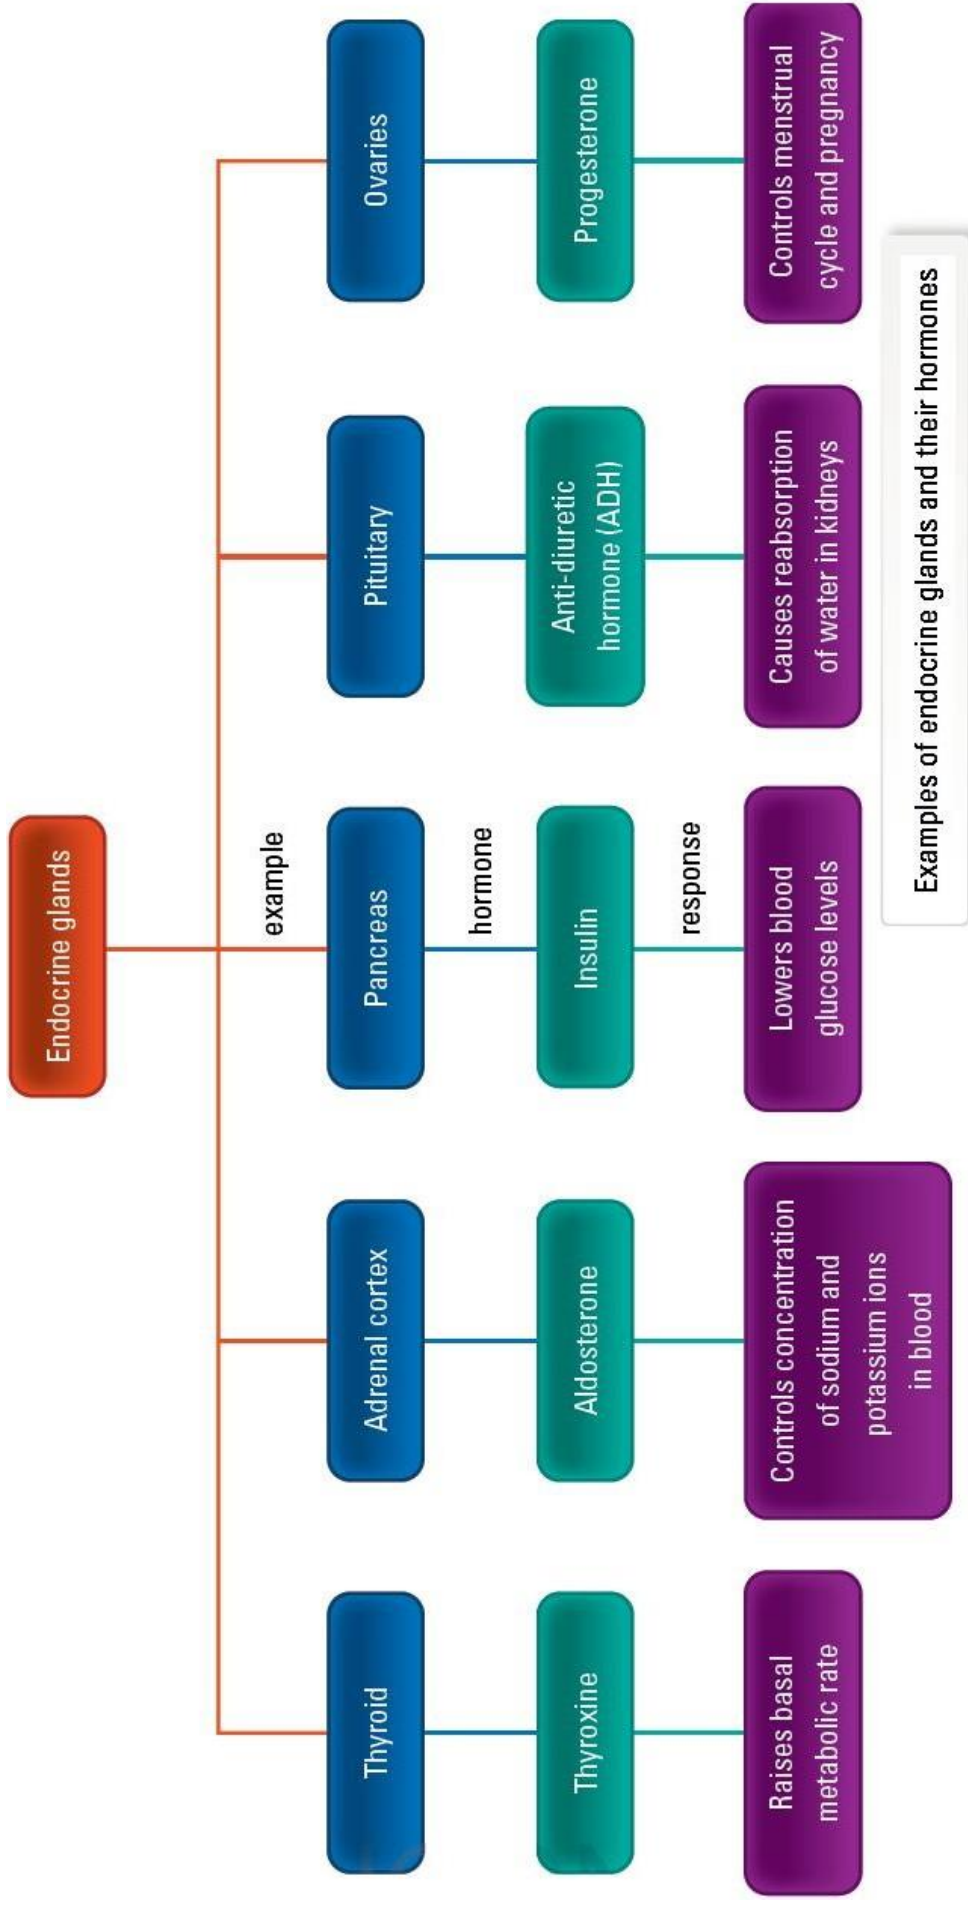 Endocrine glands
example
Thyroid
Adrenal cortex
Pancreas
Pituitary
Ovaries
hormone
Thyroxine
Aldosterone
Insulin
Anti-diuretic
hormone (ADH)
Progesterone
response
Raises basal
metabolic rate
Controls concentration
of sodium and
potassium ions
in blood
Lowers blood
glucose levels
Causes reabsorption
of water in kidneys
Controls menstrual
cycle and pregnancy
Examples of endocrine glands and their hormones